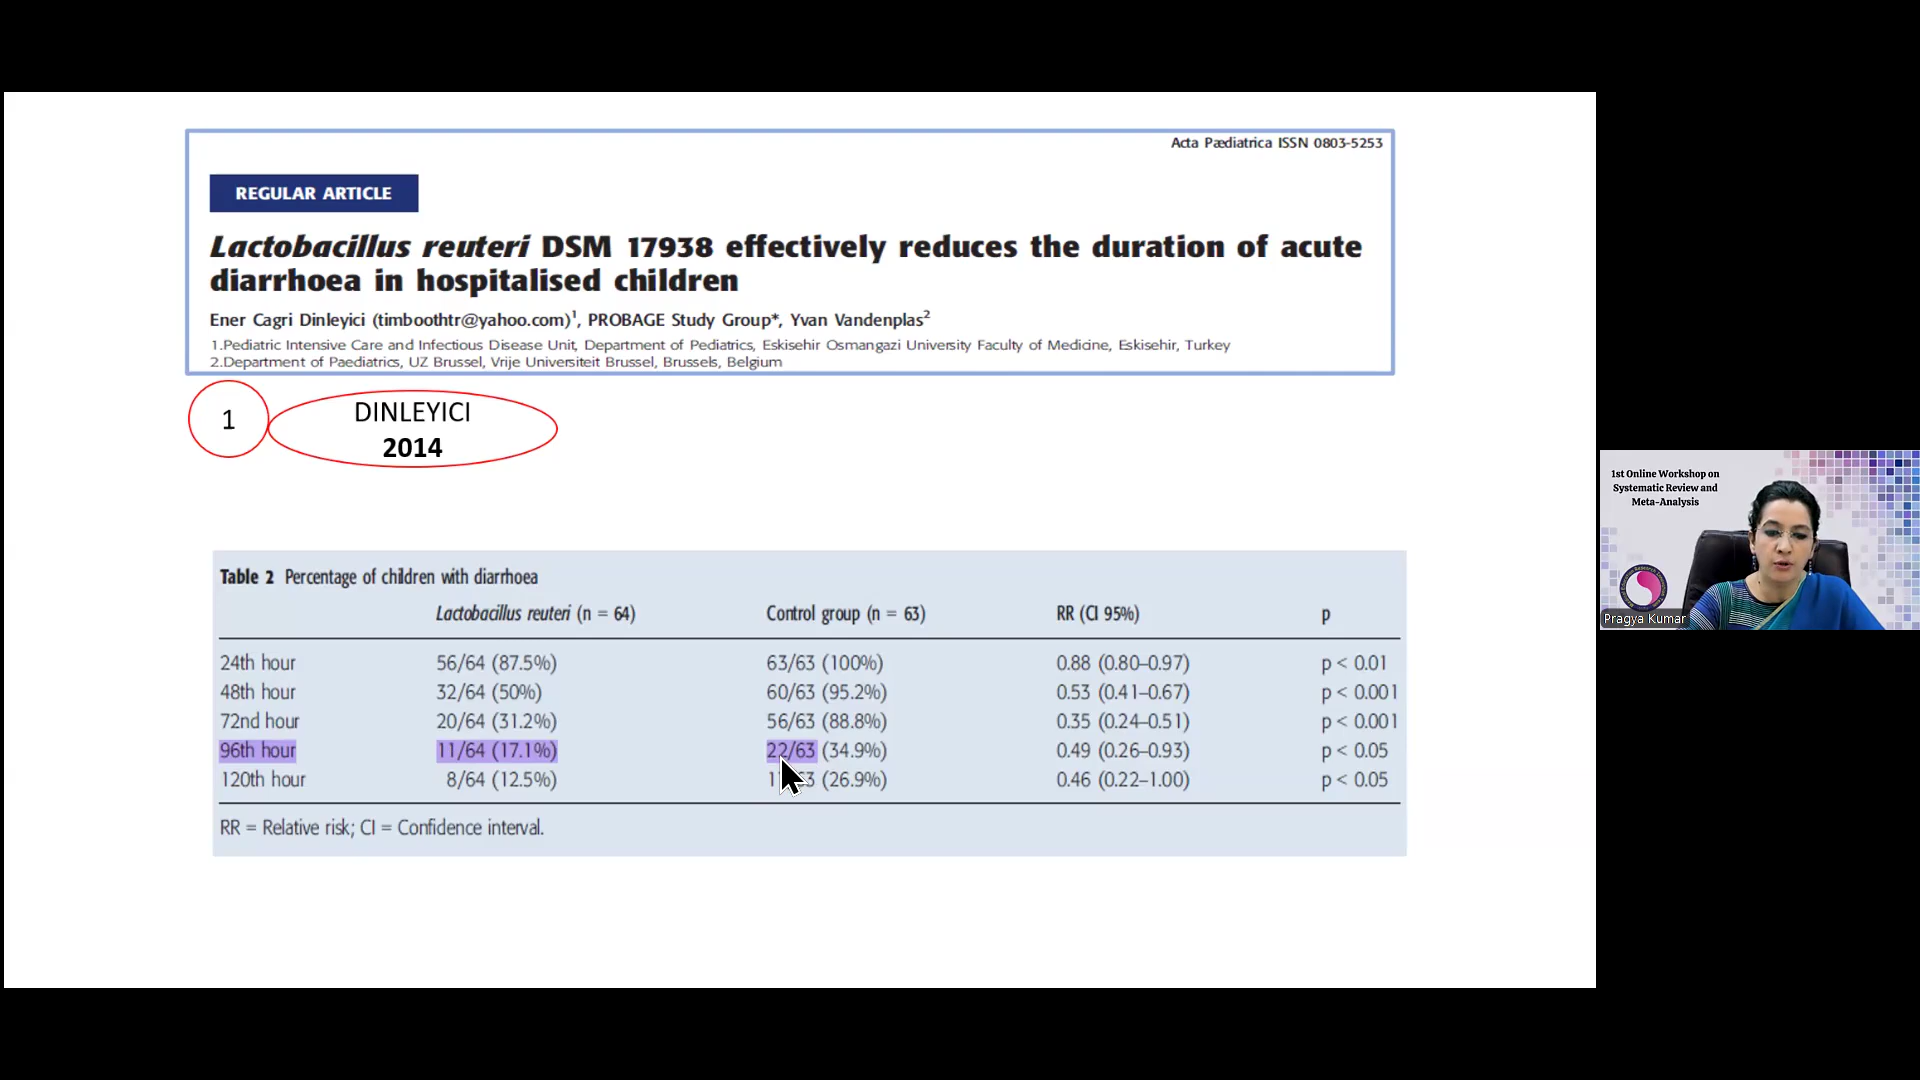 Acta Pædiatrica ISSN 0803-5253
REGULAR ARTICLE
Lactobacillus reuteri DSM 17938 effectively reduces the duration of acute
diarrhoea in hospitalised children
Ener Cagri Dinleyici (timboothtr@yahoo.com)1, PROBAGE Study Group*, Yvan Vandenplas2
1.Pediatric Intensive Care and Infectious Disease Unit, Department of Pediatrics, Eskisehir Osmangazi University Faculty of Medicine, Eskisehir, Turkey
2.Department of Paediatrics, UZ Brussel, Vrije Universiteit Brussel, Brussels, Belgium
1
DINLEYICI
2014
Table 2 Percentage of children with diarrhoea
Lactobacillus reuteri (n = 64) Control group (n = 63) RR (CI 95%) p
24th hour 56/64 (87.5%) 63/63 (100%) 0.88 (0.80–0.97) p < 0.01
48th hour 32/64 (50%) 60/63 (95.2%) 0.53 (0.41–0.67) p < 0.001
72nd hour 20/64 (31.2%) 56/63 (88.8%) 0.35 (0.24–0.51) p < 0.001
96th hour 11/64 (17.1%) 22/63 (34.9%) 0.49 (0.26–0.93) p < 0.05
120th hour 8/64 (12.5%) (26.9%) 0.46 (0.22–1.00) p < 0.05
RR = Relative risk; CI = Confidence interval.
1st Online Workshop on
Systematic Review and
Meta-Analysis
Pragya Kumar